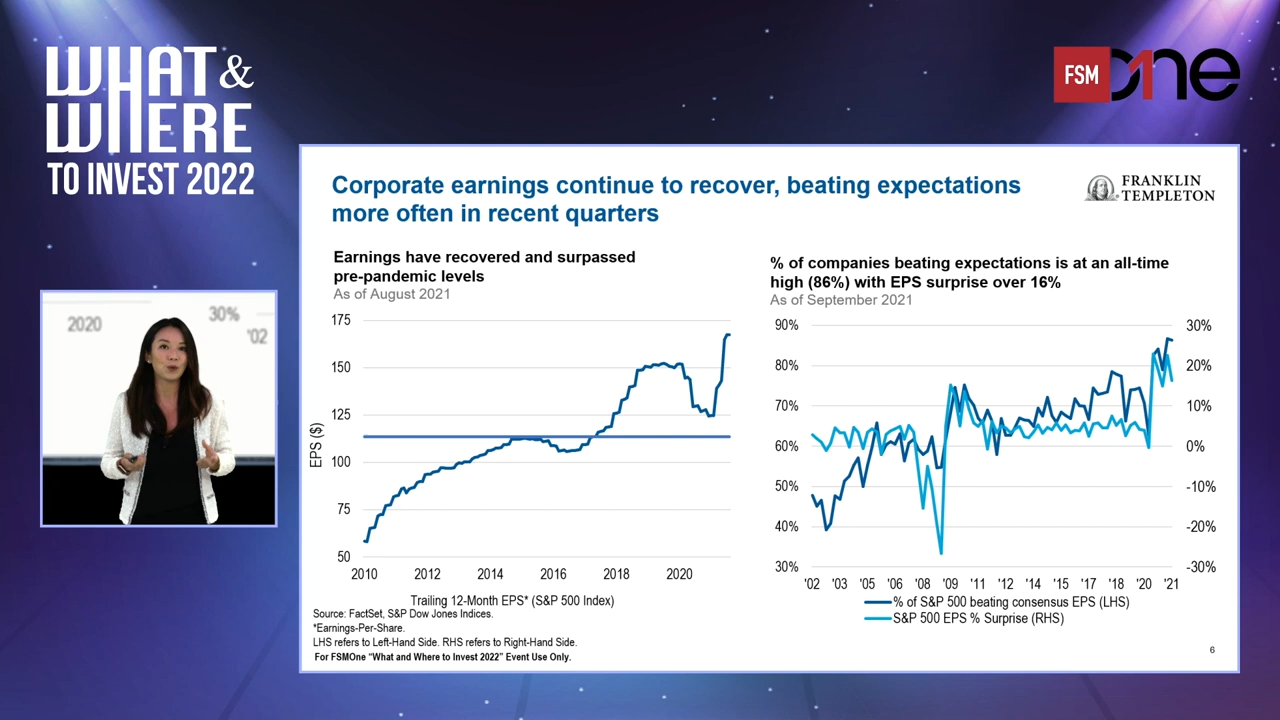 WHAT &
WHERE
TO INVEST 2022
FSM One
2020
30%
'02
Corporate earnings continue to recover, beating expectations
more often in recent quarters
FRANKLIN
TEMPLETON
Earnings have recovered and surpassed
pre-pandemic levels
As of August 2021
EPS ($)
175
150
125
100
75
50
2010 2012 2014 2016 2018 2020
Trailing 12-Month EPS* (S&P 500 Index)
% of companies beating expectations is at an all-time
high (86%) with EPS surprise over 16%
As of September 2021
90%
80%
70%
60%
50%
40%
30%
30%
20%
10%
0%
-10%
-20%
-30%
'02 '03 '05 '06 '08 '09 '11 '12 '14 '15 '17 '18 '20 '21
% of S&P 500 beating consensus EPS (LHS)
S&P 500 EPS % Surprise (RHS)
Source: FactSet, S&P Dow Jones Indices.
*Earnings-Per-Share.
LHS refers to Left-Hand Side. RHS refers to Right-Hand Side.
For FSMOne “What and Where to Invest 2022” Event Use Only.
6